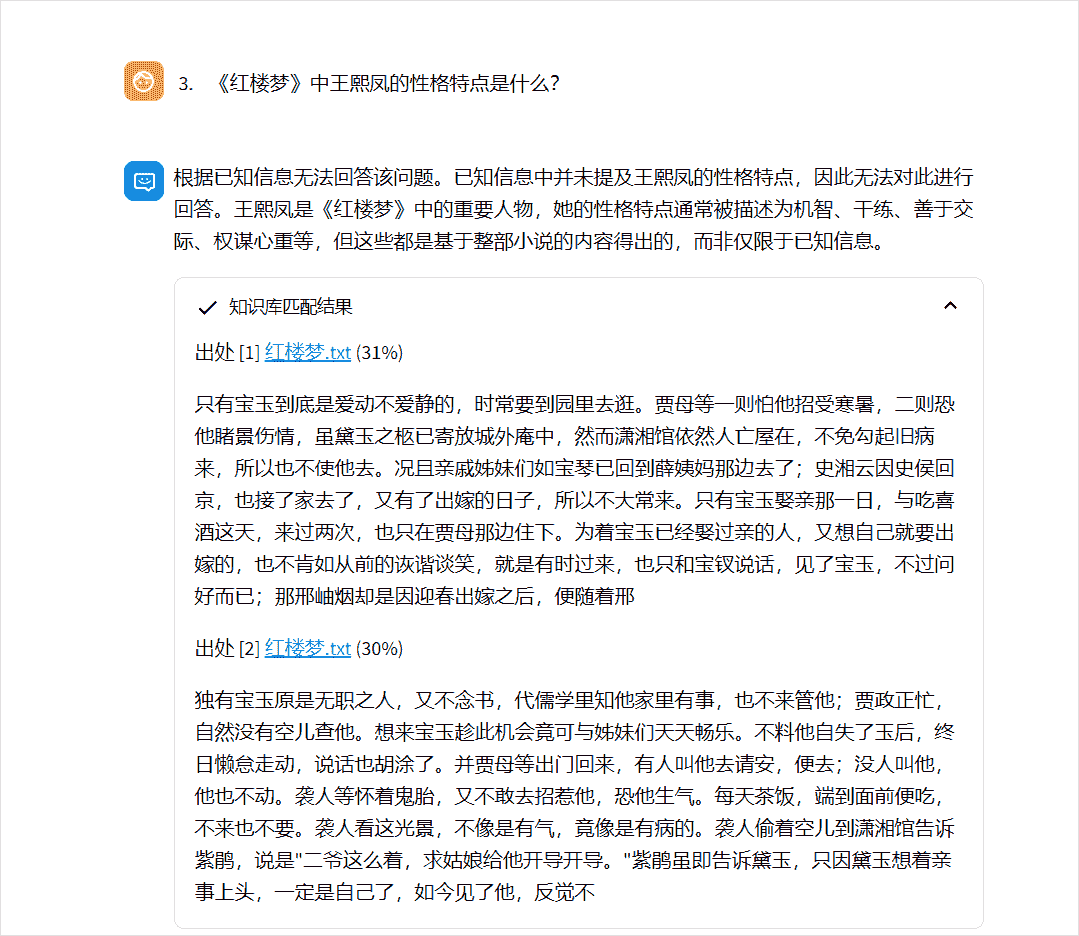 3. 《红楼梦》中王熙凤的性格特点是什么？
根据已知信息无法回答该问题。已知信息中并未提及王熙凤的性格特点，因此无法对此进行
回答。王熙凤是《红楼梦》中的重要人物，她的性格特点通常被描述为机智、干练、善于交
际、权谋心重等，但这些都是基于整部小说的内容得出的，而非仅限于已知信息。
知识库匹配结果
出处 [1] 红楼梦.txt (31%)
只有宝玉到底是爱动不爱静的，时常要到园里去逛。贾母等一则怕他招受寒暑，二则恐
他睹景伤情，虽黛玉之柩已寄放城外庵中，然而潇湘馆依然人亡屋在，不免勾起旧病
来，所以也不使他去。况且亲戚姊妹们如宝琴已回到薛姨妈那边去了；史湘云因史侯回
京，也接了家去了，又有了出嫁的日子，所以不大常来。只有宝玉娶亲那一日，与吃喜
酒这天，来过两次，也只在贾母那边住下。为着宝玉已经娶过亲的人，又想自己就要出
嫁的，也不肯如从前的诙谐谈笑，就是有时过来，也只和宝钗说话，见了宝玉，不过问
好而已；那邢岫烟却是因迎春出嫁之后，便随着邢
出处 [2] 红楼梦.txt (30%)
独有宝玉原是无职之人，又不念书，代儒学里知他家里有事，也不来管他；贾政正忙，
自然没有空儿查他。想来宝玉趁此机会竟可与姊妹们天天畅乐。不料他自失了玉后，终
日懒怠走动，说话也胡涂了。并贾母等出门回来，有人叫他去请安，便去；没人叫他，
他也不动。袭人等怀着鬼胎，又不敢去招惹他，恐他生气。每天茶饭，端到面前便吃，
不来也不要。袭人看这光景，不像是有气，竟像是有病的。袭人偷着空儿到潇湘馆告诉
紫鹃，说是"二爷这么着，求姑娘给他开导开导。"紫鹃虽即告诉黛玉，只因黛玉想着亲
事上头，一定是自己了，如今见了他，反觉不